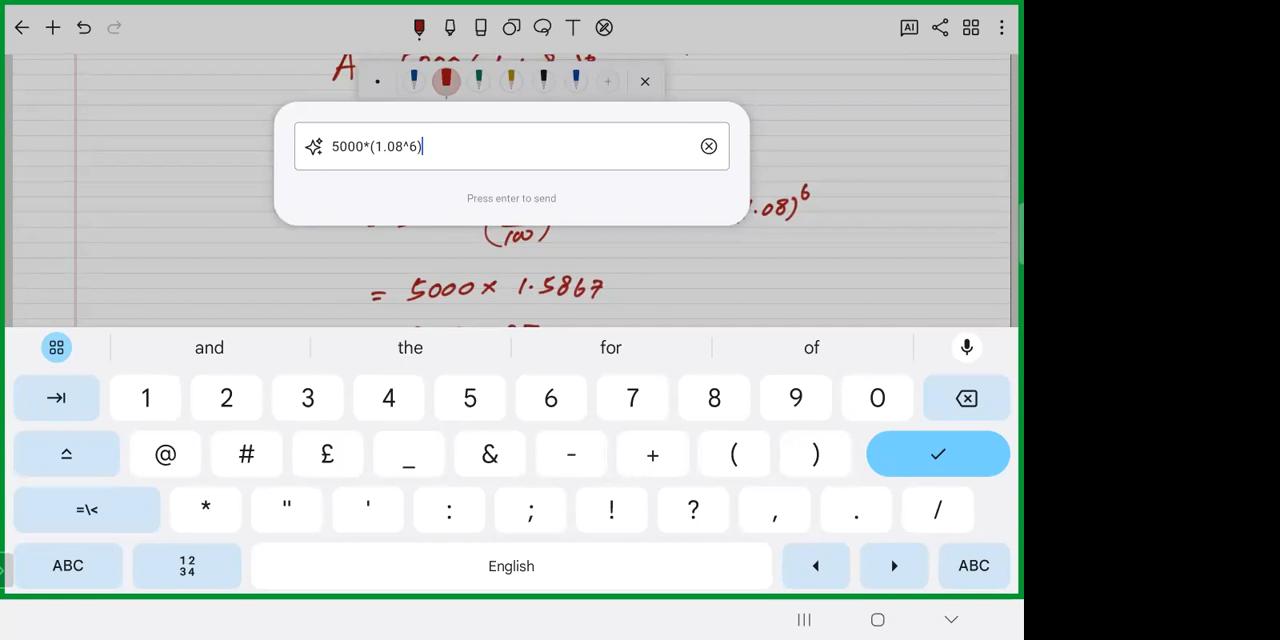 AI
5000*(1.08^6)
Press enter to send
.08)^6
100
= 5000 × 1.5867
and the for of
1 2 3 4 5 6 7 8 9 0
@ # £ _ & - + ( )
=\< * " ' : ; ! ? , . /
ABC 12 34 English ABC